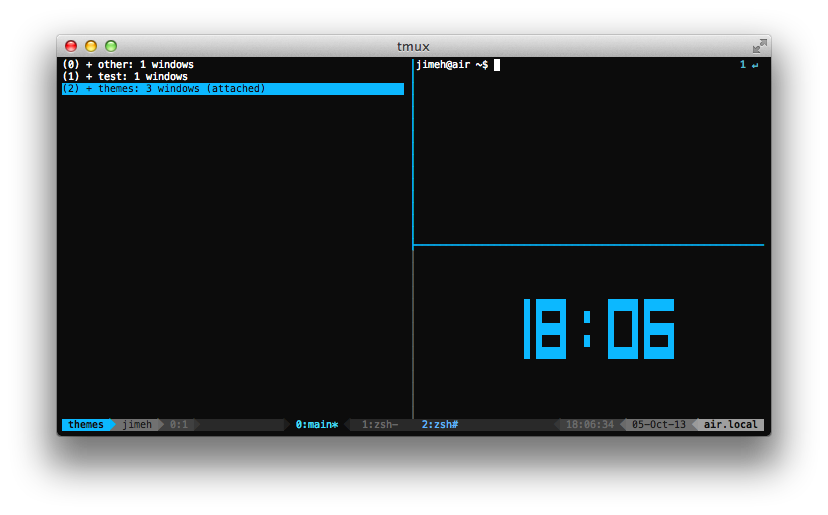 tmux
(0) + other: 1 windows
(1) + test: 1 windows
(2) + themes: 3 windows (attached)
jimeh@air ~$ 1 ↵
18:06
themes jimeh 0:1 0:main* 1:zsh- 2:zsh# 18:06:34 05-Oct-13 air.local